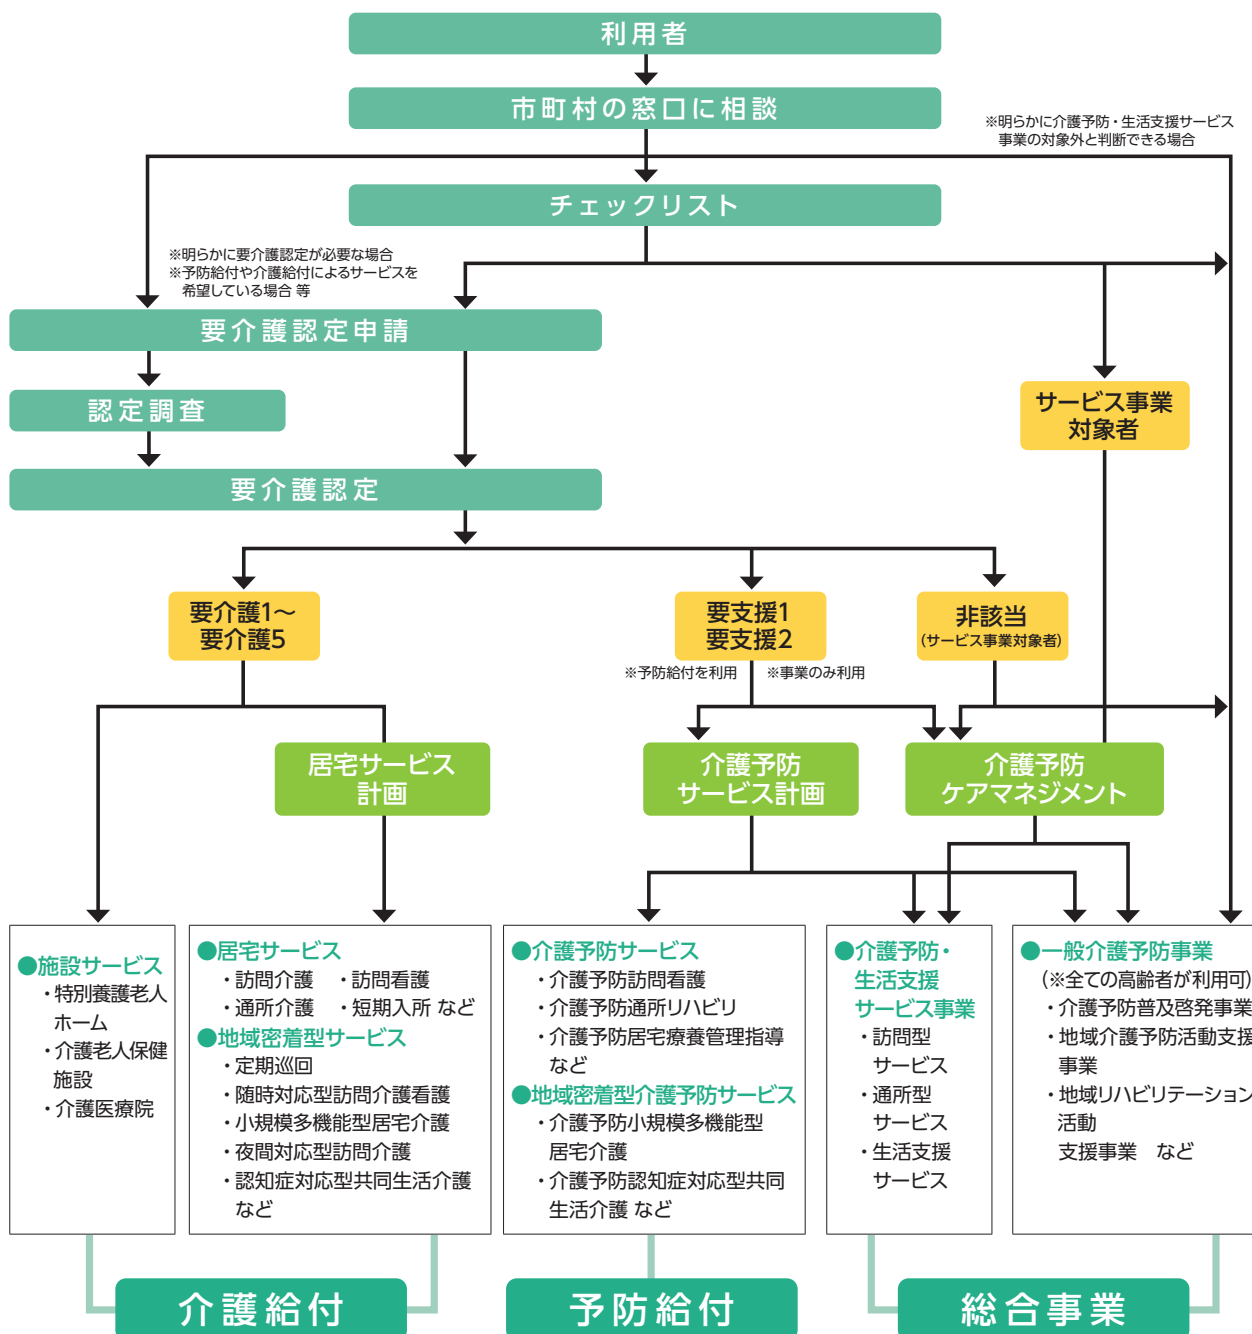 利用者
市町村の窓口に相談
※明らかに介護予防・生活支援サービス
事業の対象外と判断できる場合
チェックリスト
※明らかに要介護認定が必要な場合
※予防給付や介護給付によるサービスを
希望している場合 等
要介護認定申請
認定調査
サービス事業
対象者
要介護認定
要介護1〜
要介護5
要支援1
要支援2
非該当
(サービス事業対象者)
※予防給付を利用
※事業のみ利用
居宅サービス
計画
介護予防
サービス計画
介護予防
ケアマネジメント
●施設サービス
・特別養護老人
ホーム
・介護老人保健
施設
・介護医療院
●居宅サービス
・訪問介護 ・訪問看護
・通所介護 ・短期入所 など
●地域密着型サービス
・定期巡回
・随時対応型訪問介護看護
・小規模多機能型居宅介護
・夜間対応型訪問介護
・認知症対応型共同生活介護
など
●介護予防サービス
・介護予防訪問看護
・介護予防通所リハビリ
・介護予防居宅療養管理指導
など
●地域密着型介護予防サービス
・介護予防小規模多機能型
居宅介護
・介護予防認知症対応型共同
生活介護 など
●介護予防・
生活支援
サービス事業
・訪問型
サービス
・通所型
サービス
・生活支援
サービス
●一般介護予防事業
(※全ての高齢者が利用可)
・介護予防普及啓発事業
・地域介護予防活動支援
事業
・地域リハビリテーション
活動
支援事業 など
介護給付
予防給付
総合事業